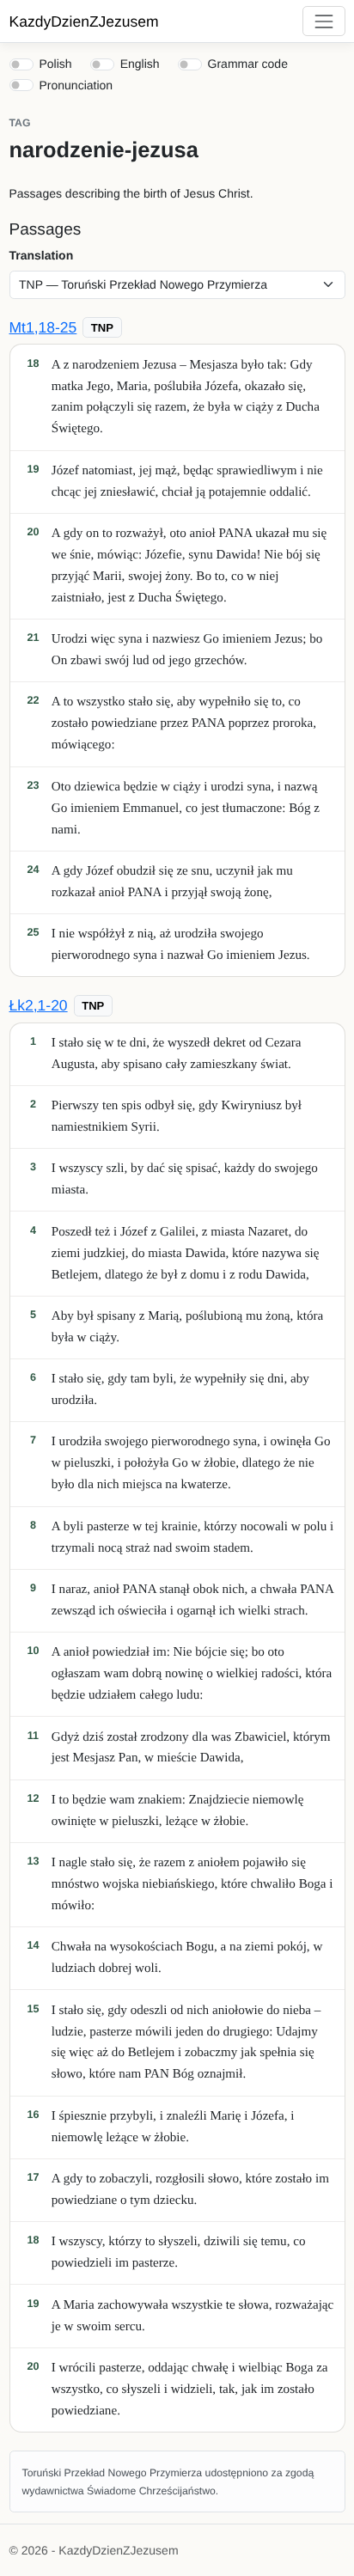 KazdyDzienZJezusem
Polish English Grammar code
Pronunciation
TAG
narodzenie-jezusa
Passages describing the birth of Jesus Christ.
Passages
Translation
TNP — Toruński Przekład Nowego Przymierza
Mt1,18-25 TNP
18 A z narodzeniem Jezusa – Mesjasza było tak: Gdy
matka Jego, Maria, poślubiła Józefa, okazało się,
zanim połączyli się razem, że była w ciąży z Ducha
Świętego.
19 Józef natomiast, jej mąż, będąc sprawiedliwym i nie
chcąc jej zniesławić, chciał ją potajemnie oddalić.
20 A gdy on to rozważył, oto anioł PANA ukazał mu się
we śnie, mówiąc: Józefie, synu Dawida! Nie bój się
przyjąć Marii, swojej żony. Bo to, co w niej
zaistniało, jest z Ducha Świętego.
21 Urodzi więc syna i nazwiesz Go imieniem Jezus; bo
On zbawi swój lud od jego grzechów.
22 A to wszystko stało się, aby wypełniło się to, co
zostało powiedziane przez PANA poprzez proroka,
mówiącego:
23 Oto dziewica będzie w ciąży i urodzi syna, i nazwą
Go imieniem Emmanuel, co jest tłumaczone: Bóg z
nami.
24 A gdy Józef obudził się ze snu, uczynił jak mu
rozkazał anioł PANA i przyjął swoją żonę,
25 I nie współżył z nią, aż urodziła swojego
pierworodnego syna i nazwał Go imieniem Jezus.
Łk2,1-20 TNP
1 I stało się w te dni, że wyszedł dekret od Cezara
Augusta, aby spisano cały zamieszkany świat.
2 Pierwszy ten spis odbył się, gdy Kwiryniusz był
namiestnikiem Syrii.
3 I wszyscy szli, by dać się spisać, każdy do swojego
miasta.
4 Poszedł też i Józef z Galilei, z miasta Nazaret, do
ziemi judzkiej, do miasta Dawida, które nazywa się
Betlejem, dlatego że był z domu i z rodu Dawida,
5 Aby był spisany z Marią, poślubioną mu żoną, która
była w ciąży.
6 I stało się, gdy tam byli, że wypełniły się dni, aby
urodziła.
7 I urodziła swojego pierworodnego syna, i owinęła Go
w pieluszki, i położyła Go w żłobie, dlatego że nie
było dla nich miejsca na kwaterze.
8 A byli pasterze w tej krainie, którzy nocowali w polu i
trzymali nocą straż nad swoim stadem.
9 I naraz, anioł PANA stanął obok nich, a chwała PANA
zewsząd ich oświeciła i ogarnął ich wielki strach.
10 A anioł powiedział im: Nie bójcie się; bo oto
ogłaszam wam dobrą nowinę o wielkiej radości, która
będzie udziałem całego ludu:
11 Gdyż dziś został zrodzony dla was Zbawiciel, którym
jest Mesjasz Pan, w mieście Dawida,
12 I to będzie wam znakiem: Znajdziecie niemowlę
owinięte w pieluszki, leżące w żłobie.
13 I nagle stało się, że razem z aniołem pojawiło się
mnóstwo wojska niebiańskiego, które chwaliło Boga i
mówiło:
14 Chwała na wysokościach Bogu, a na ziemi pokój, w
ludziach dobrej woli.
15 I stało się, gdy odeszli od nich aniołowie do nieba –
ludzie, pasterze mówili jeden do drugiego: Udajmy
się więc aż do Betlejem i zobaczmy jak spełnia się
słowo, które nam PAN Bóg oznajmił.
16 I śpiesznie przybyli, i znaleźli Marię i Józefa, i
niemowlę leżące w żłobie.
17 A gdy to zobaczyli, rozgłosili słowo, które zostało im
powiedziane o tym dziecku.
18 I wszyscy, którzy to słyszeli, dziwili się temu, co
powiedzieli im pasterze.
19 A Maria zachowywała wszystkie te słowa, rozważając
je w swoim sercu.
20 I wrócili pasterze, oddając chwałę i wielbiąc Boga za
wszystko, co słyszeli i widzieli, tak, jak im zostało
powiedziane.
Toruński Przekład Nowego Przymierza udostępniono za zgodą
wydawnictwa Świadome Chrześcijaństwo.
© 2026 - KazdyDzienZJezusem